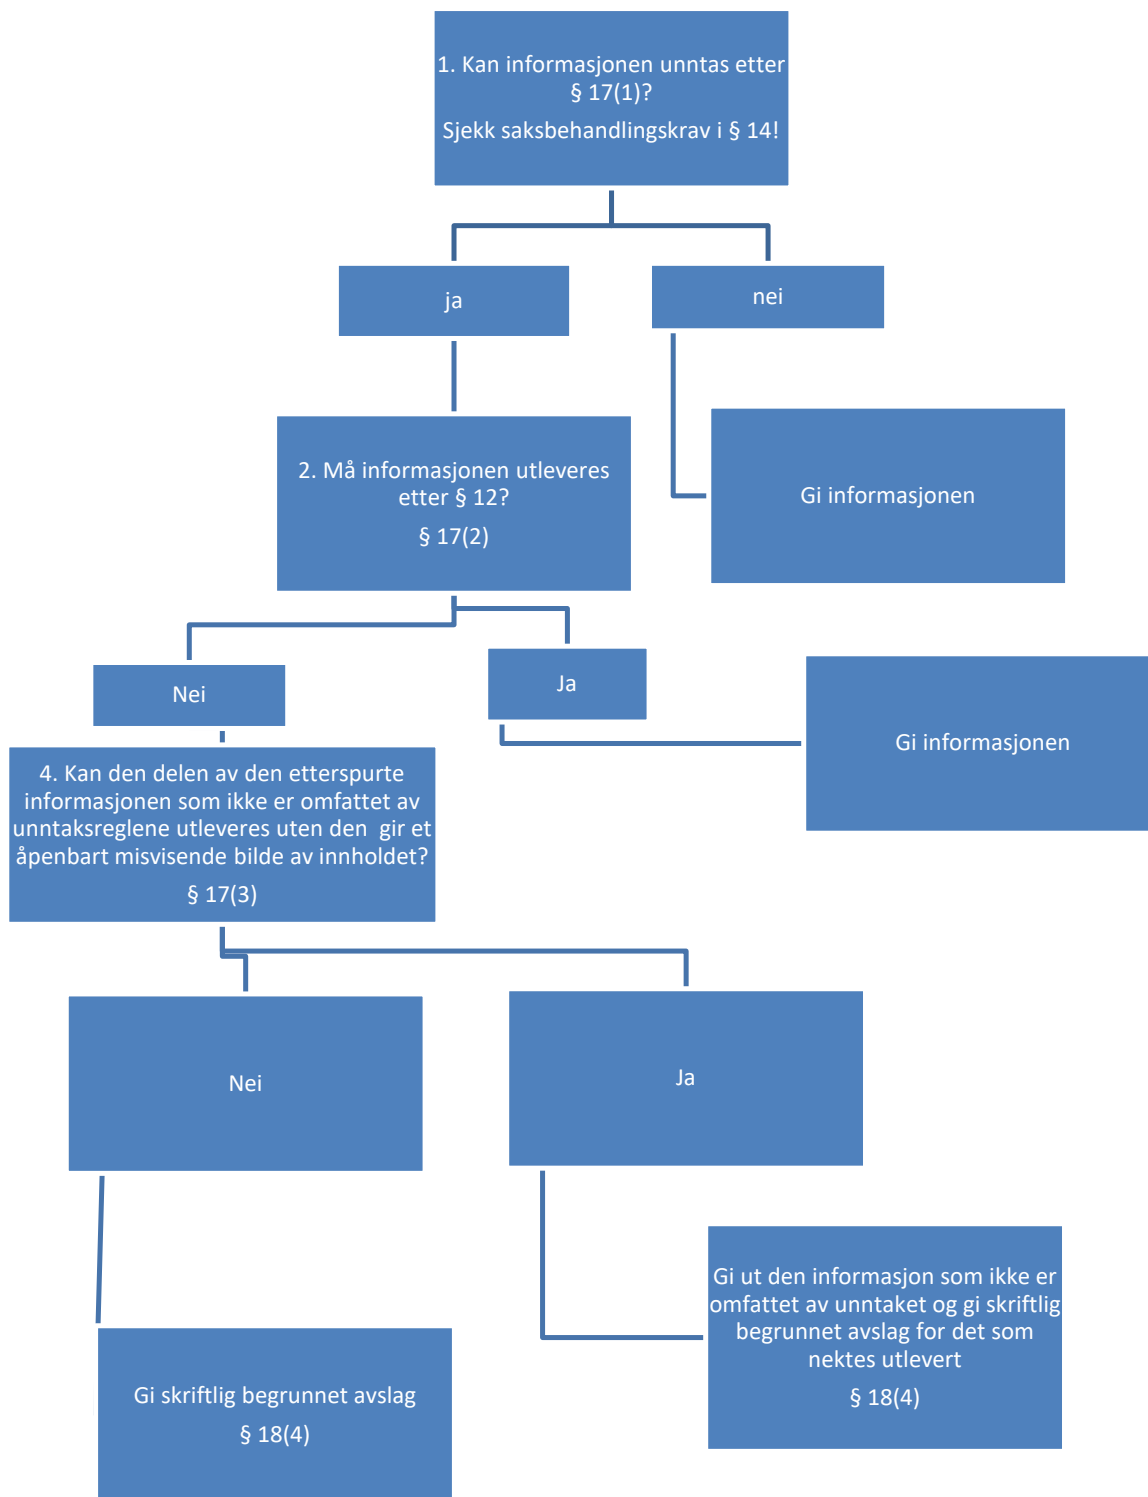 1. Kan informasjonen unntas etter
§ 17(1)?
Sjekk saksbehandlingskrav i § 14!
ja
nei
2. Må informasjonen utleveres
etter § 12?
§ 17(2)
Gi informasjonen
Nei
Ja
Gi informasjonen
4. Kan den delen av den etterspurte
informasjonen som ikke er omfattet av
unntaksreglene utleveres uten den  gir et
åpenbart misvisende bilde av innholdet?
§ 17(3)
Nei
Ja
Gi ut den informasjon som ikke er
omfattet av unntaket og gi skriftlig
begrunnet avslag for det som
nektes utlevert
§ 18(4)
Gi skriftlig begrunnet avslag
§ 18(4)